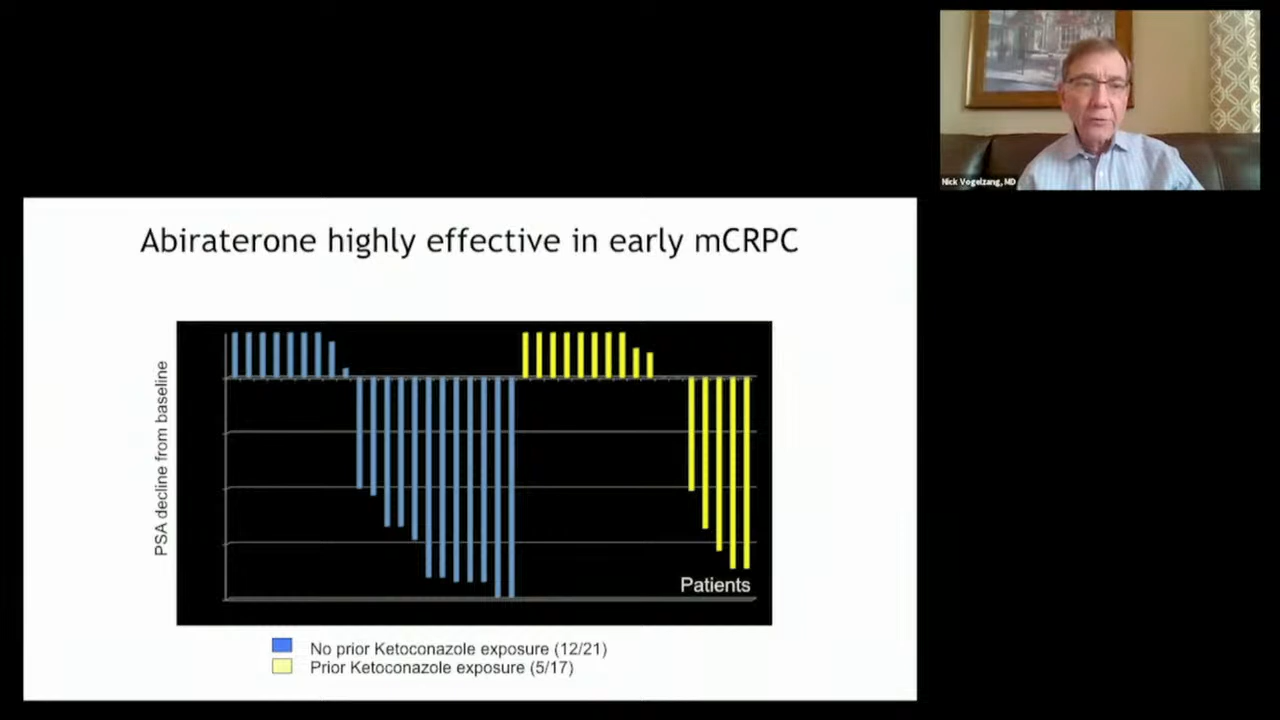 Nick Vogelzang, MD
Abiraterone highly effective in early mCRPC
PSA decline from baseline
Patients
No prior Ketoconazole exposure (12/21)
Prior Ketoconazole exposure (5/17)